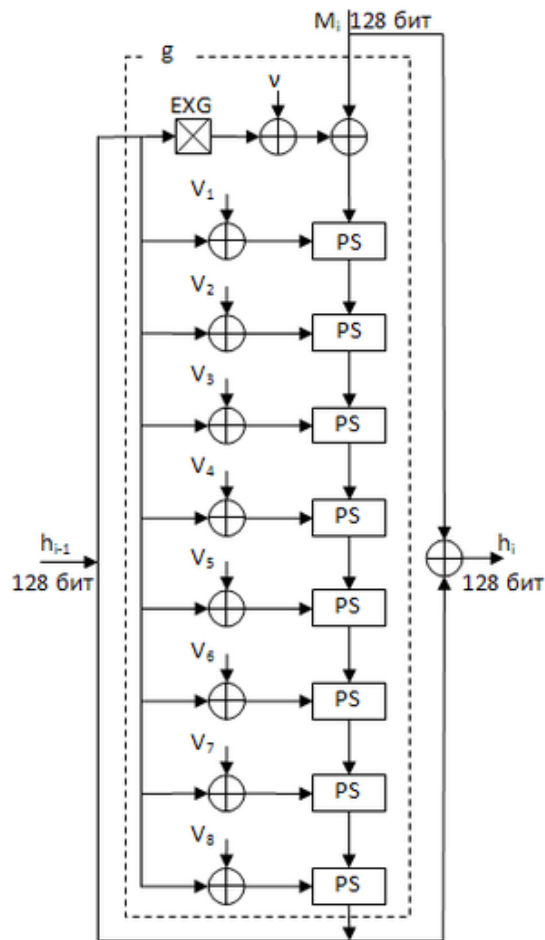 Mᵢ 128 бит
g
ν
EXG
V₁
PS
V₂
PS
V₃
PS
V₄
PS
hᵢ₋₁
hᵢ
128 бит
128 бит
V₅
PS
V₆
PS
V₇
PS
V₈
PS